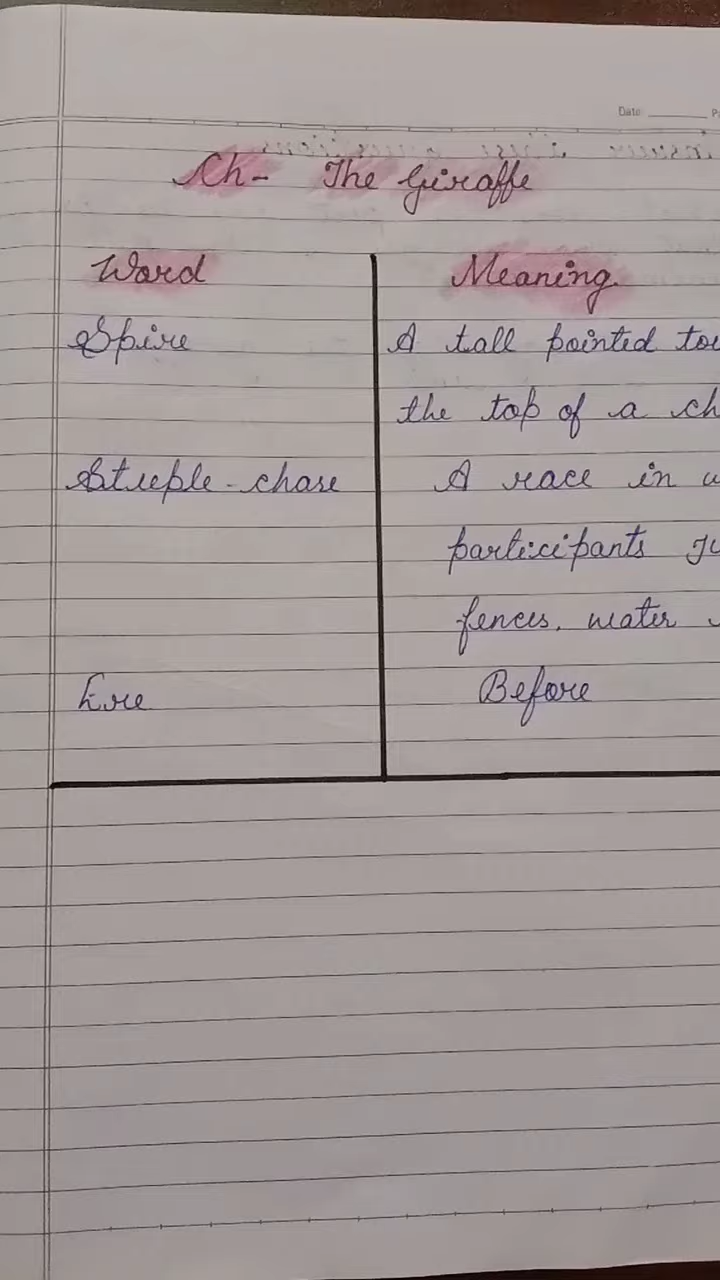 Date
Ch- The Giraffe
Word Meaning.
Spire A tall pointed
the top of a
Steeple-chase A race in
participants
fences, water
Ere Before